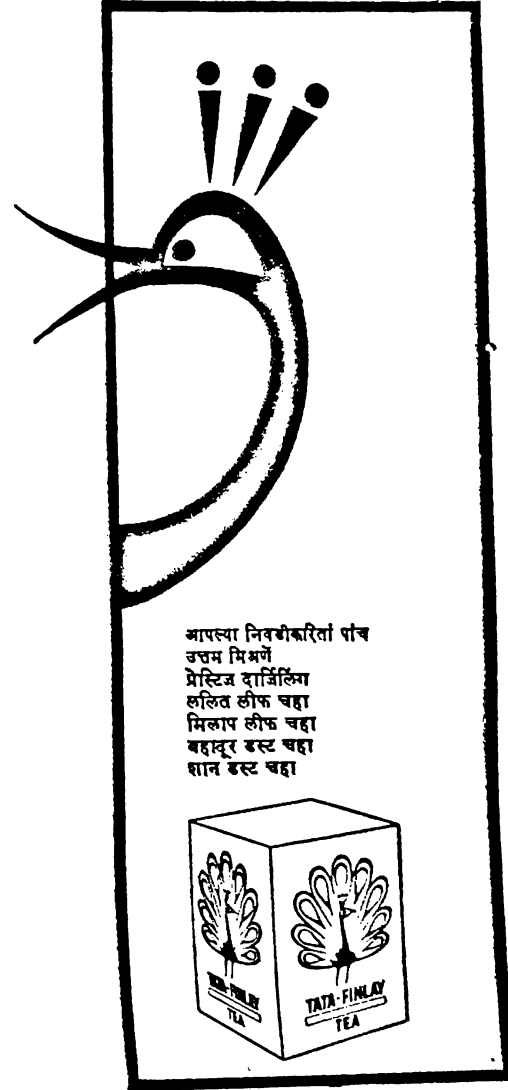 आपल्या निवडीकरितां पांच
उत्तम मिश्रणें
प्रेस्टिज दार्जिलिंग
ललित लीफ चहा
मिलाप लीफ चहा
बहादूर डस्ट चहा
शान डस्ट चहा
TATA-FINLAY
TEA
TATA-FINLAY
TEA